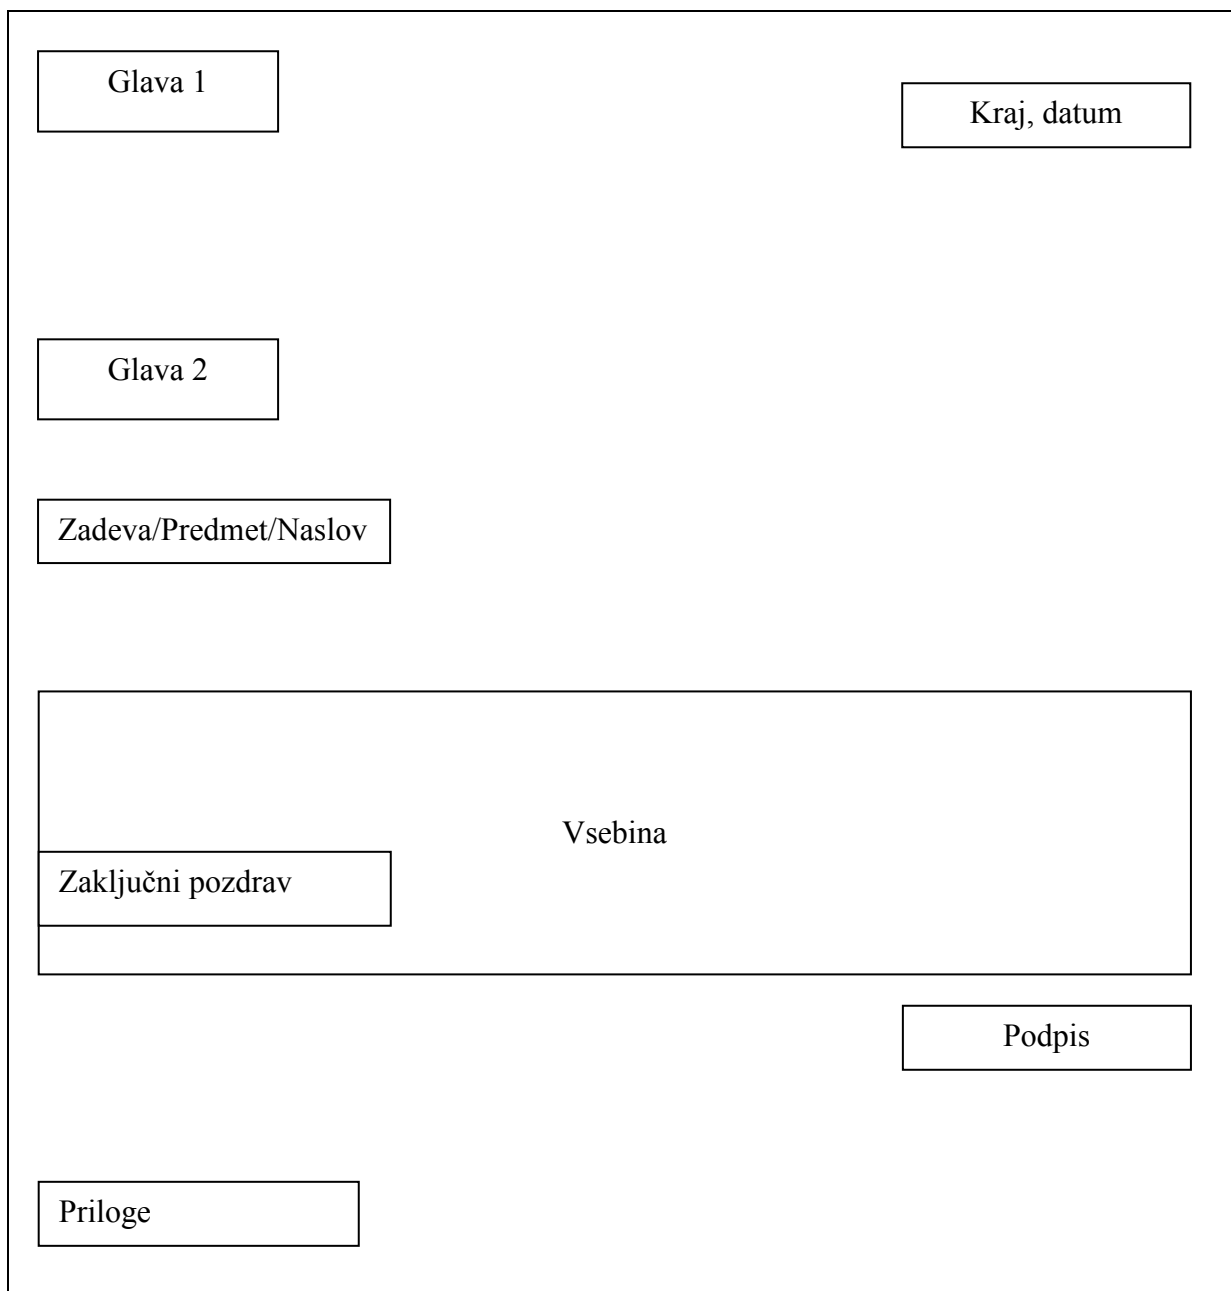 Glava 1
Kraj, datum
Glava 2
Zadeva/Predmet/Naslov
Vsebina
Zaključni pozdrav
Podpis
Priloge